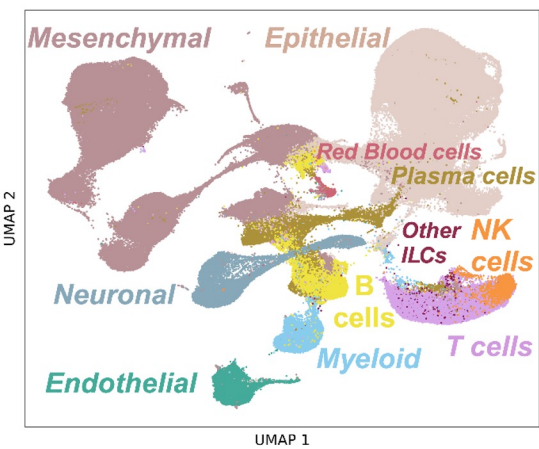 Mesenchymal
Epithelial
Red Blood cells
Plasma cells
Other
ILCs
NK
cells
Neuronal
B
cells
T cells
Myeloid
Endothelial
UMAP 1
UMAP 2